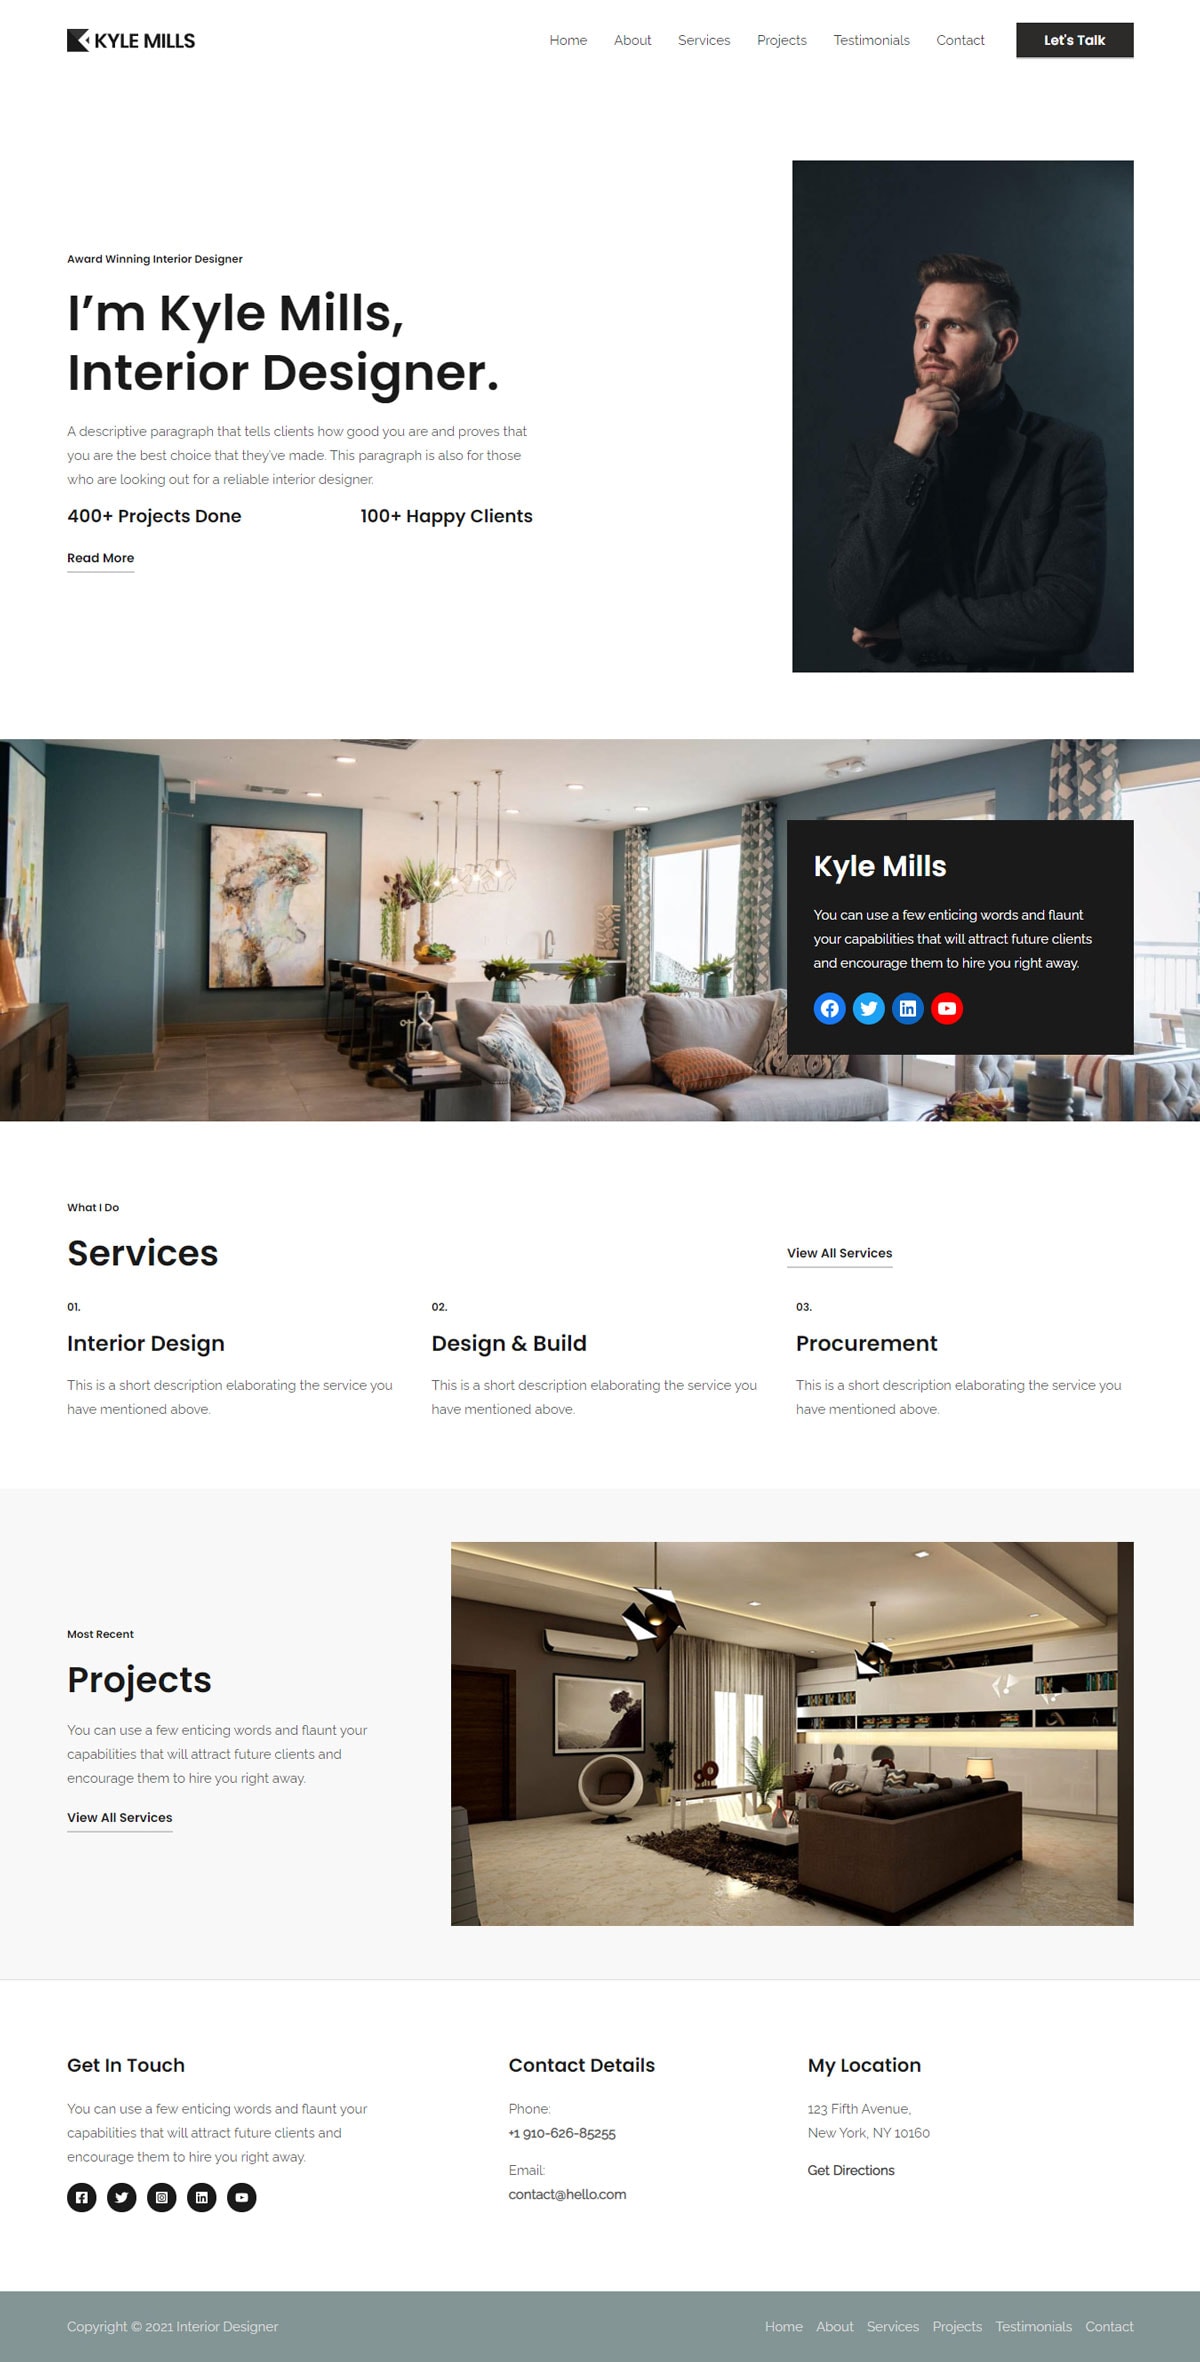 KYLE MILLS
Home About Services Projects Testimonials Contact Let's Talk
Award Winning Interior Designer
I’m Kyle Mills,
Interior Designer.
A descriptive paragraph that tells clients how good you are and proves that
you are the best choice that they’ve made. This paragraph is also for those
who are looking out for a reliable interior designer.
400+ Projects Done 100+ Happy Clients
Read More
Kyle Mills
You can use a few enticing words and flaunt
your capabilities that will attract future clients
and encourage them to hire you right away.
What I Do
Services
View All Services
01.
Interior Design
This is a short description elaborating the service you
have mentioned above.
02.
Design & Build
This is a short description elaborating the service you
have mentioned above.
03.
Procurement
This is a short description elaborating the service you
have mentioned above.
Most Recent
Projects
You can use a few enticing words and flaunt your
capabilities that will attract future clients and
encourage them to hire you right away.
View All Services
Get In Touch
You can use a few enticing words and flaunt your
capabilities that will attract future clients and
encourage them to hire you right away.
Contact Details
Phone:
+1 910-626-85255
Email:
contact@hello.com
My Location
123 Fifth Avenue,
New York, NY 10160
Get Directions
Copyright © 2021 Interior Designer
Home About Services Projects Testimonials Contact